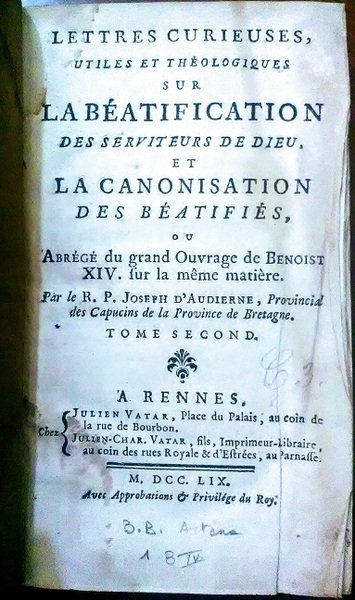 LETTRES CURIEUSES,
UTILES ET THÉOLOGIQUES
SUR
LA BÉATIFICATION
DES SERVITEURS DE DIEU,
ET
LA CANONISATION
DES BÉATIFIÉS,
OU
ABRÉGÉ du grand Ouvrage de BENOIST
XIV. ſur la même matière.
Par le R. P. JOSEPH D'AUDIERNE, Provincial
des Capucins de la Province de Bretagne.
TOME SECOND.
A RENNES.
Chez
JULIEN VATAR, Place du Palais, au coin de
la rue de Bourbon.
JULIEN-CHAR. VATAR, fils, Imprimeur-Libraire,
au coin des rues Royale & d'Eſtrées, au Parnaſſe.
M. DCC. LIX.
Avec Approbations & Privilége du Roy.
B.B.
18 IV